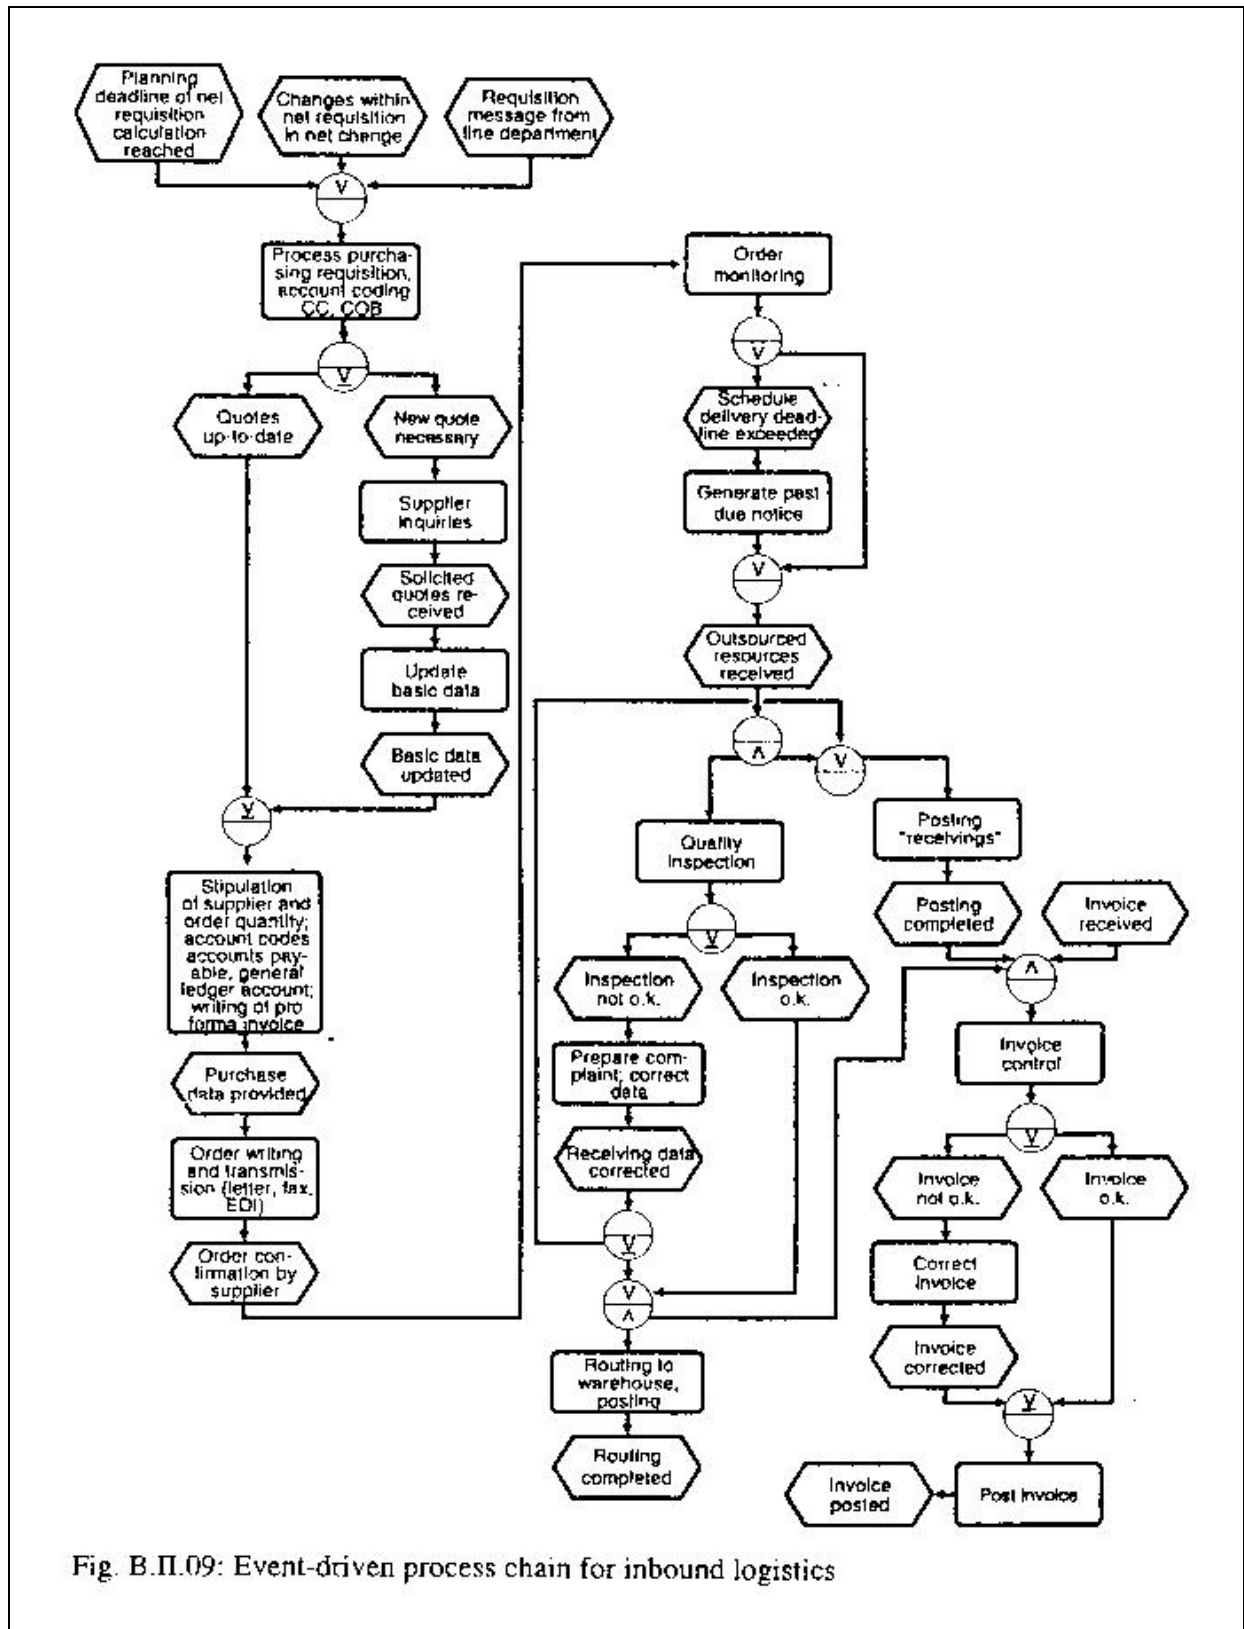 Planning
deadline of net
requisition
calculation
reached
Changes within
net requisition
in net change
Requisition
message from
line department
V
Process purcha-
sing requisition,
account coding
CC, COB
V
Quotes
up-to-date
New quote
necessary
Supplier
inquiries
Solicited
quotes re-
ceived
Update
basic data
Basic data
updated
V
Stipulation
of supplier and
order quantity;
account codes
accounts pay-
able, general
ledger account;
writing of pro
forma invoice
Purchase
data provided
Order writing
and transmis-
sion (letter, fax,
EDI)
Order con-
firmation by
supplier
Order
monitoring
V
Schedule
delivery dead-
line exceeded
Generate past
due notice
V
Outsourced
resources
received
Λ
V
Quality
inspection
Posting
"receivings"
V
Posting
completed
Invoice
received
Inspection
not o.k.
Inspection
o.k.
Λ
Prepare com-
plaint; correct
data
Invoice
control
Receiving data
corrected
V
Invoice
not o.k.
Invoice
o.k.
V
V
Λ
Correct
invoice
Routing to
warehouse,
posting
Invoice
corrected
V
Routing
completed
Invoice
posted
Post invoice
Fig. B.II.09: Event-driven process chain for inbound logistics